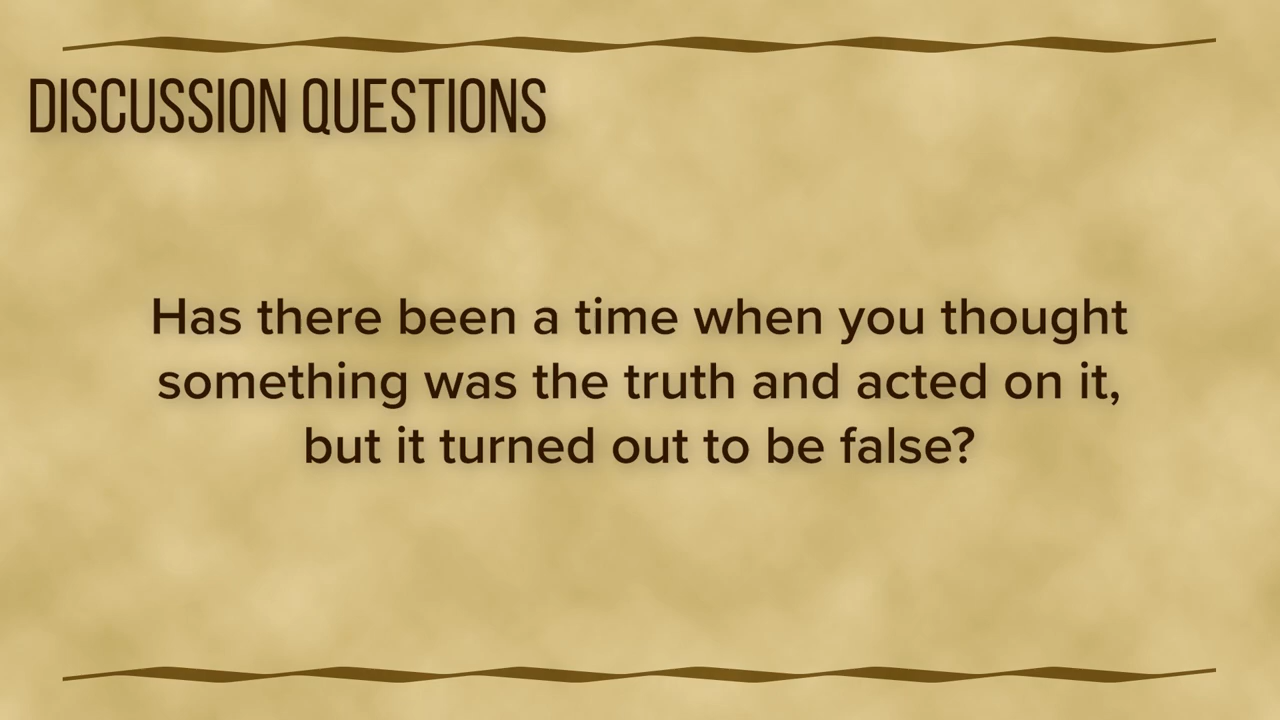 DISCUSSION QUESTIONS
Has there been a time when you thought
something was the truth and acted on it,
but it turned out to be false?